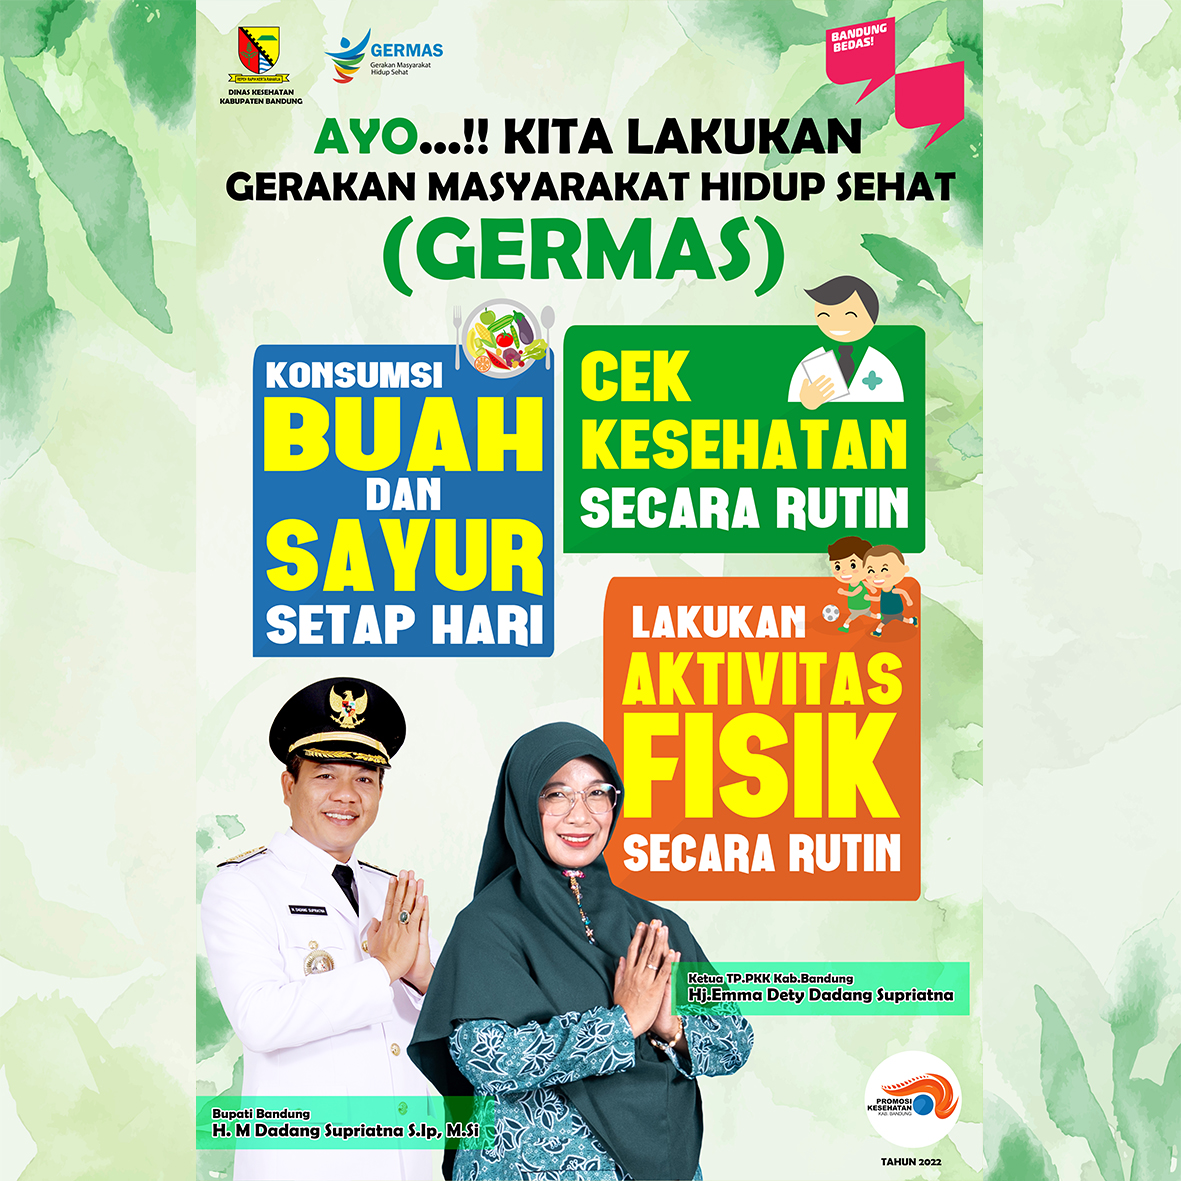 DINAS KESEHATAN
KABUPATEN BANDUNG
GERMAS
Gerakan Masyarakat
Hidup Sehat
BANDUNG
BEDAS!
AYO...!! KITA LAKUKAN
GERAKAN MASYARAKAT HIDUP SEHAT
(GERMAS)
KONSUMSI
BUAH
DAN
SAYUR
SETAP HARI
CEK
KESEHATAN
SECARA RUTIN
LAKUKAN
AKTIVITAS
FISIK
SECARA RUTIN
M. DADANG SUPRIATNA
Ketua TP.PKK Kab.Bandung
Hj.Emma Dety Dadang Supriatna
Bupati Bandung
H. M Dadang Supriatna S.Ip, M.Si
PROMOSI
KESEHATAN
KAB. BANDUNG
TAHUN 2022